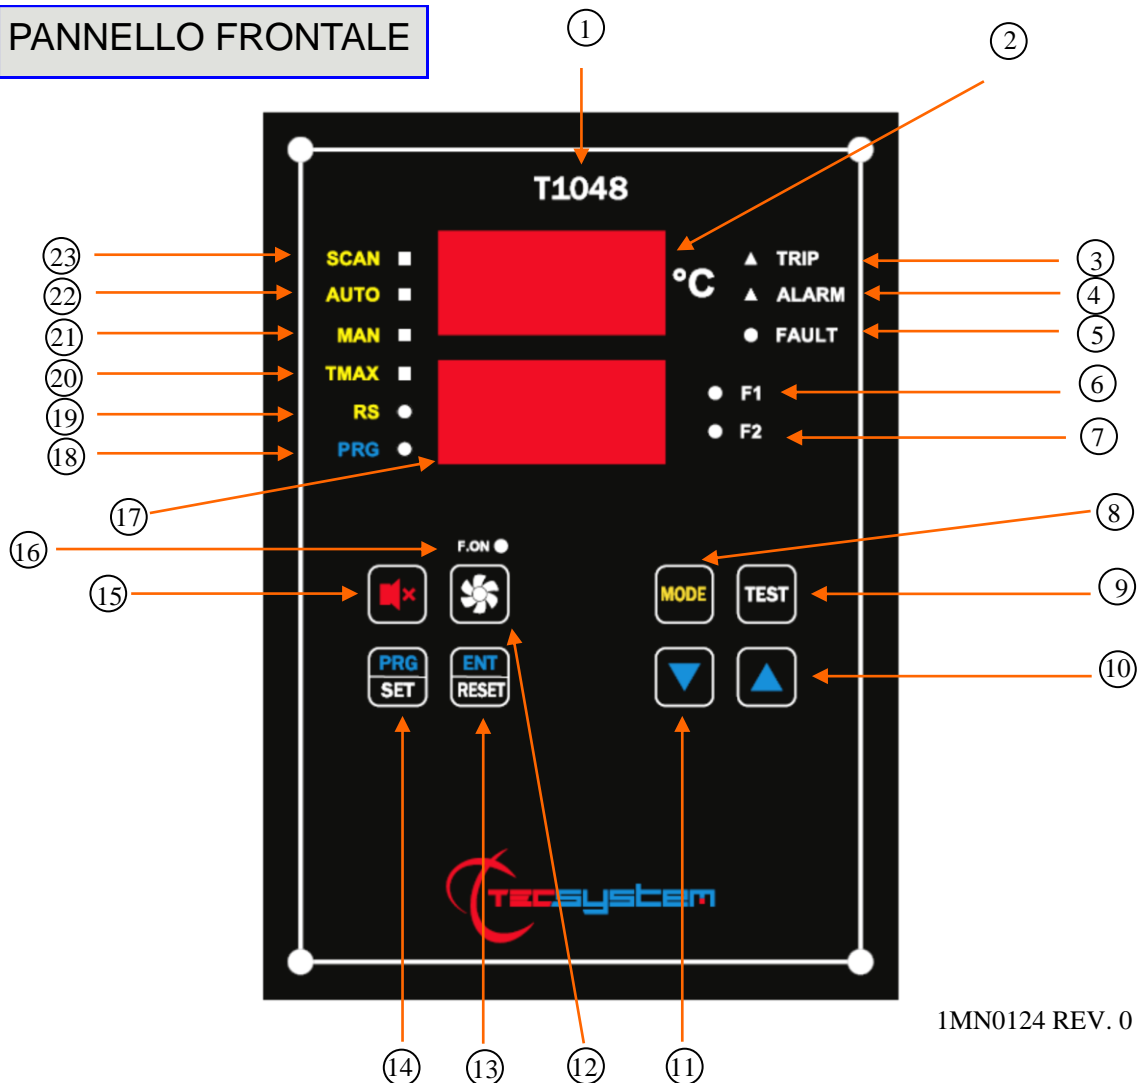 PANNELLO FRONTALE
1
2
T1048
23 SCAN °C TRIP 3
22 AUTO ALARM 4
21 MAN FAULT 5
20 TMAX
19 RS F1 6
18 PRG F2 7
17
8
16 F.ON
15 MODE TEST 9
PRG ENT
SET RESET 10
TECSYSTEM
1MN0124 REV. 0
14 13 12 11